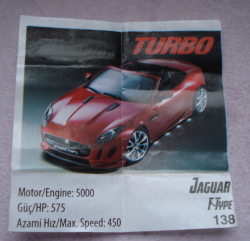 TURBO
Motor/Engine: 5000
Güç/HP: 575
Azami Hız/Max. Speed: 450
JAGUAR
F-TYPE
138